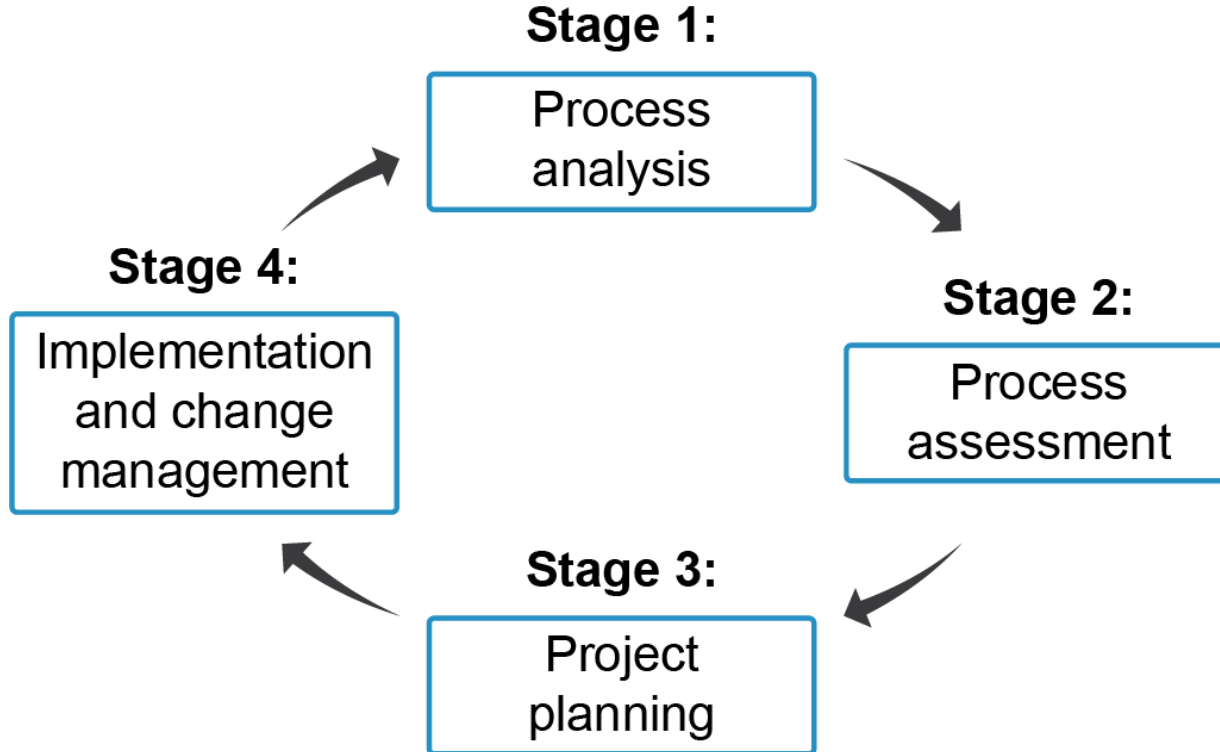 Stage 1:
Process
analysis
Stage 2:
Process
assessment
Stage 3:
Project
planning
Stage 4:
Implementation
and change
management